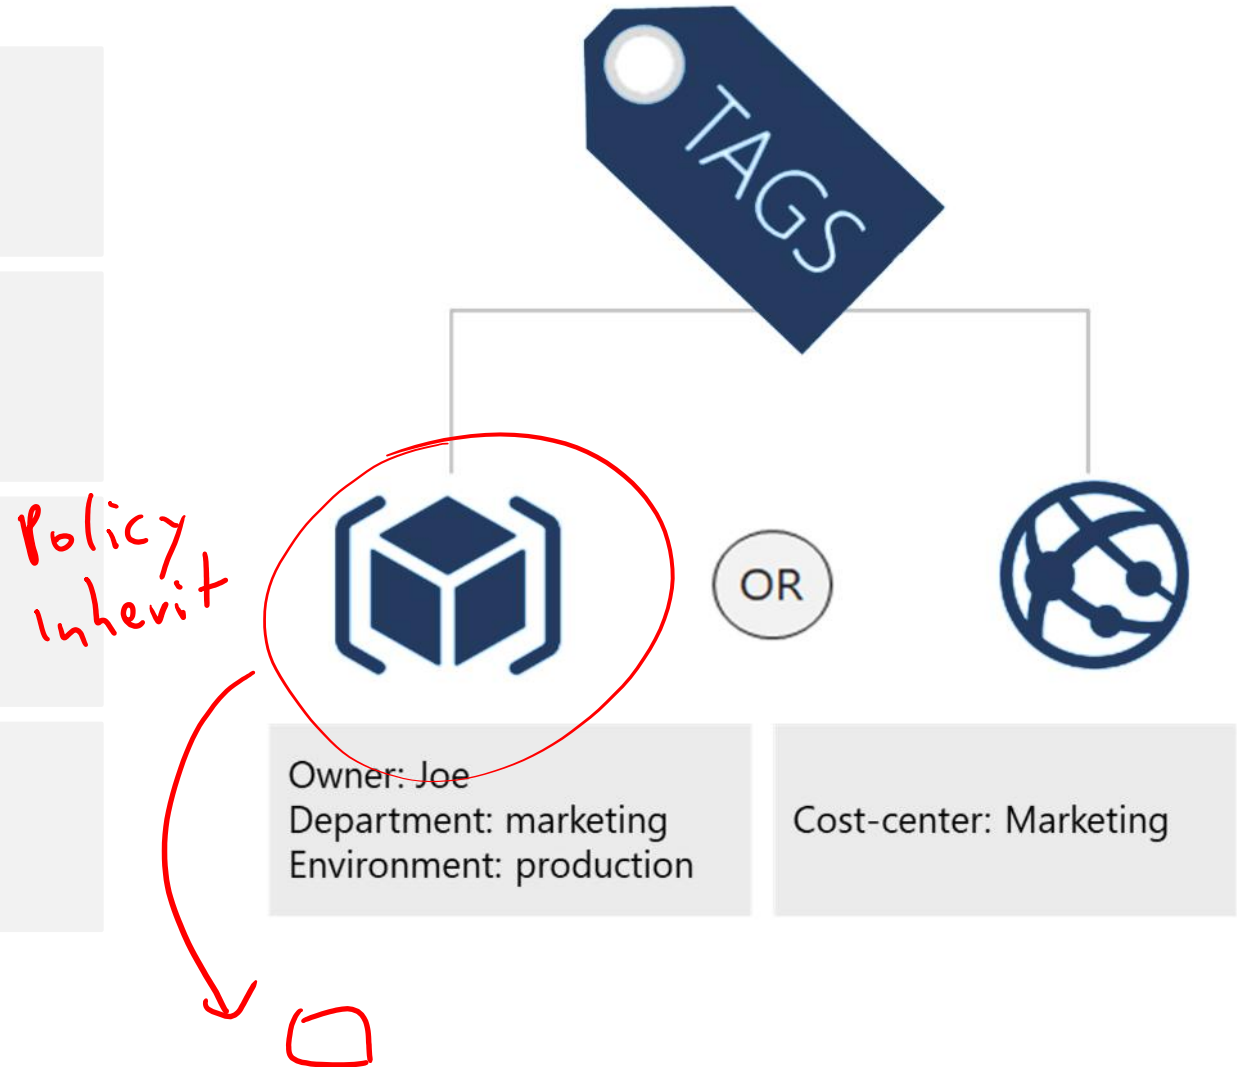 TAGS
Policy
Inherit
OR
Owner: Joe
Department: marketing
Environment: production
Cost-center: Marketing